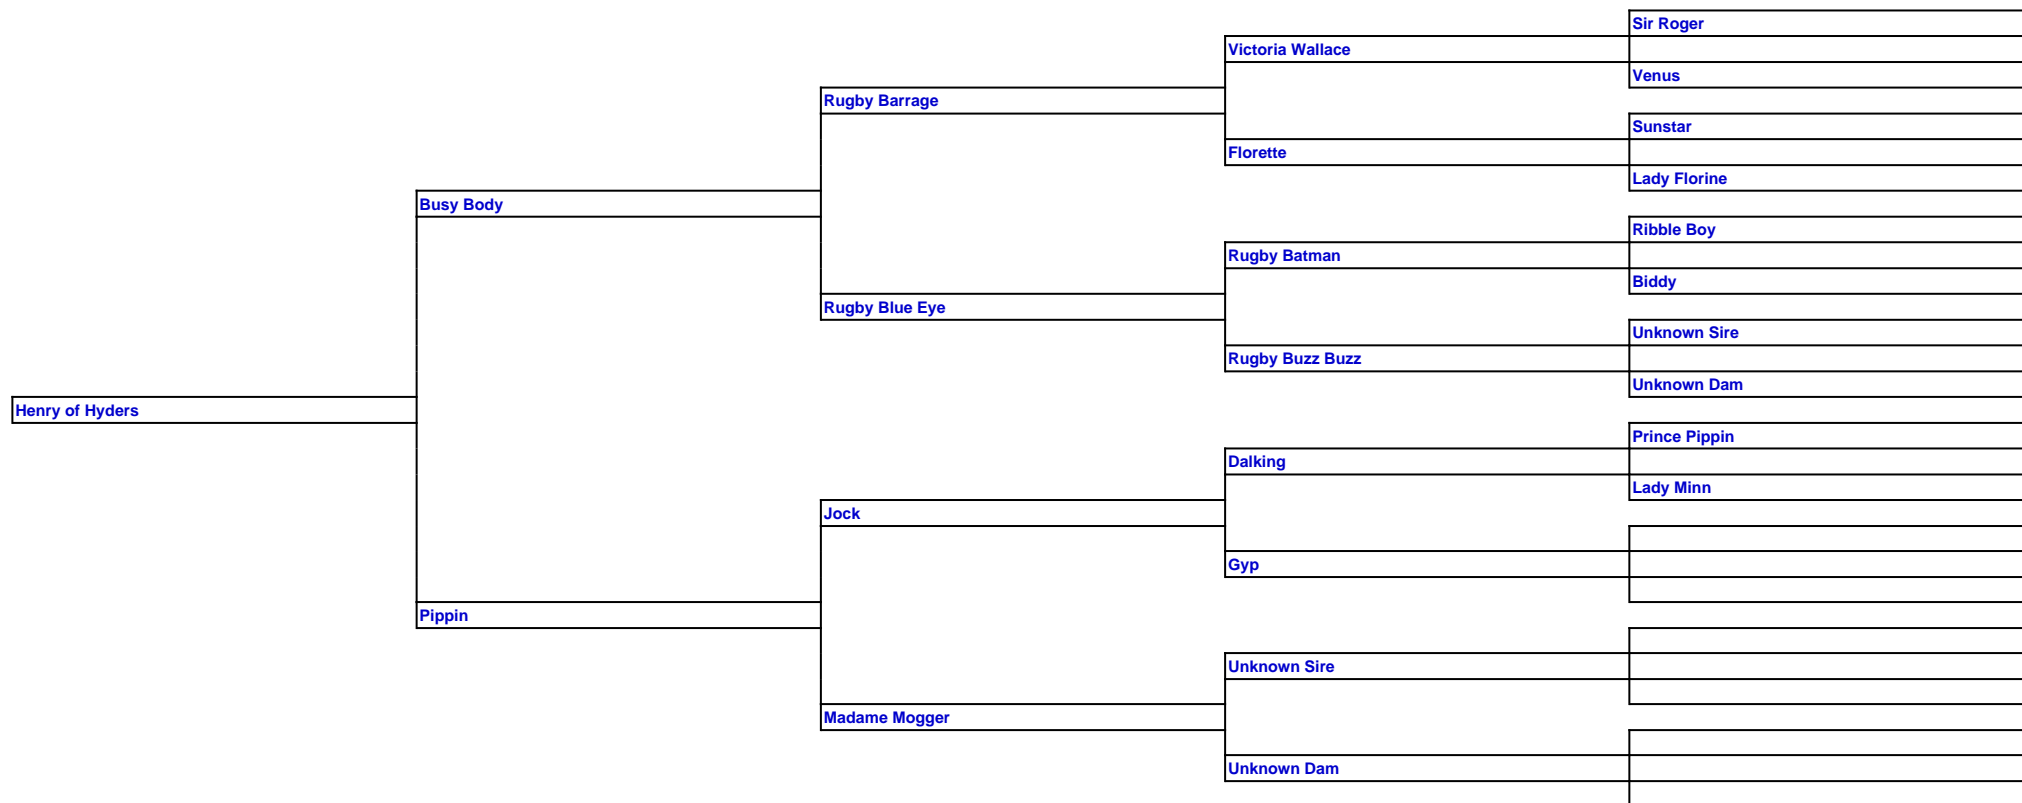 Sir Roger
Victoria Wallace
Venus
Rugby Barrage
Sunstar
Florette
Lady Florine
Busy Body
Ribble Boy
Rugby Batman
Biddy
Rugby Blue Eye
Unknown Sire
Rugby Buzz Buzz
Unknown Dam
Henry of Hyders
Prince Pippin
Dalking
Lady Minn
Jock
Gyp
Pippin
Unknown Sire
Madame Mogger
Unknown Dam